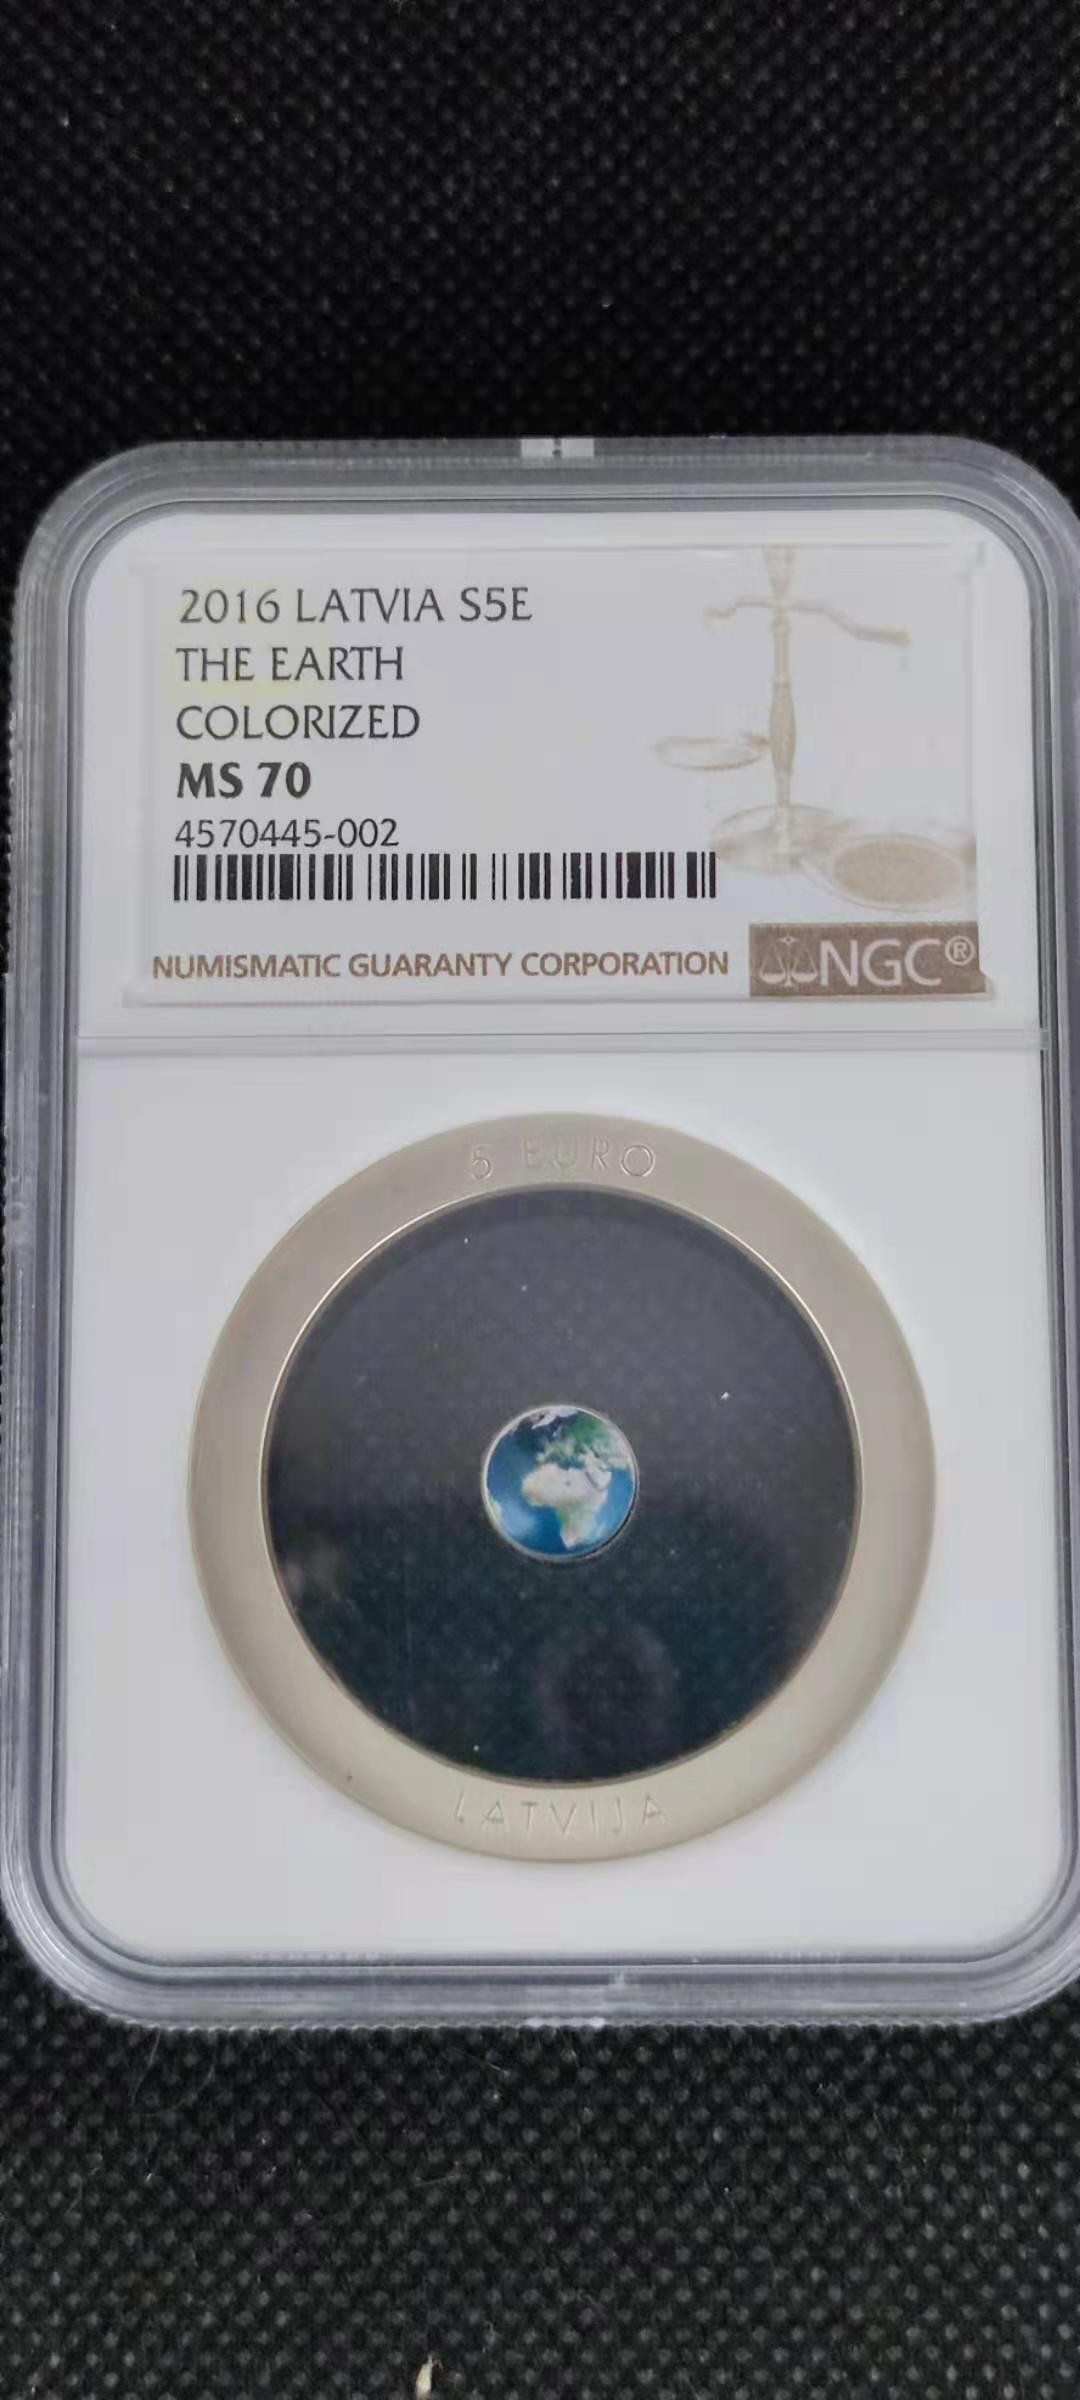 2016 LATVIA S5E
THE EARTH
COLORIZED
MS 70
4570445-002
NUMISMATIC GUARANTY CORPORATION
NGC®
5 EURO
LATVIJA